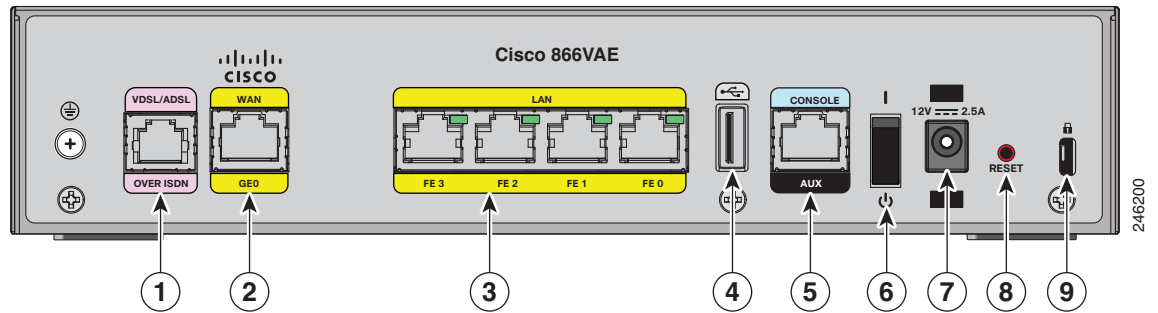 Cisco 866VAE
CISCO
VDSL/ADSL
OVER ISDN
WAN
GE0
LAN
FE 3 FE 2 FE 1 FE 0
CONSOLE
AUX
12V 2.5A
RESET
246200
1 2 3 4 5 6 7 8 9